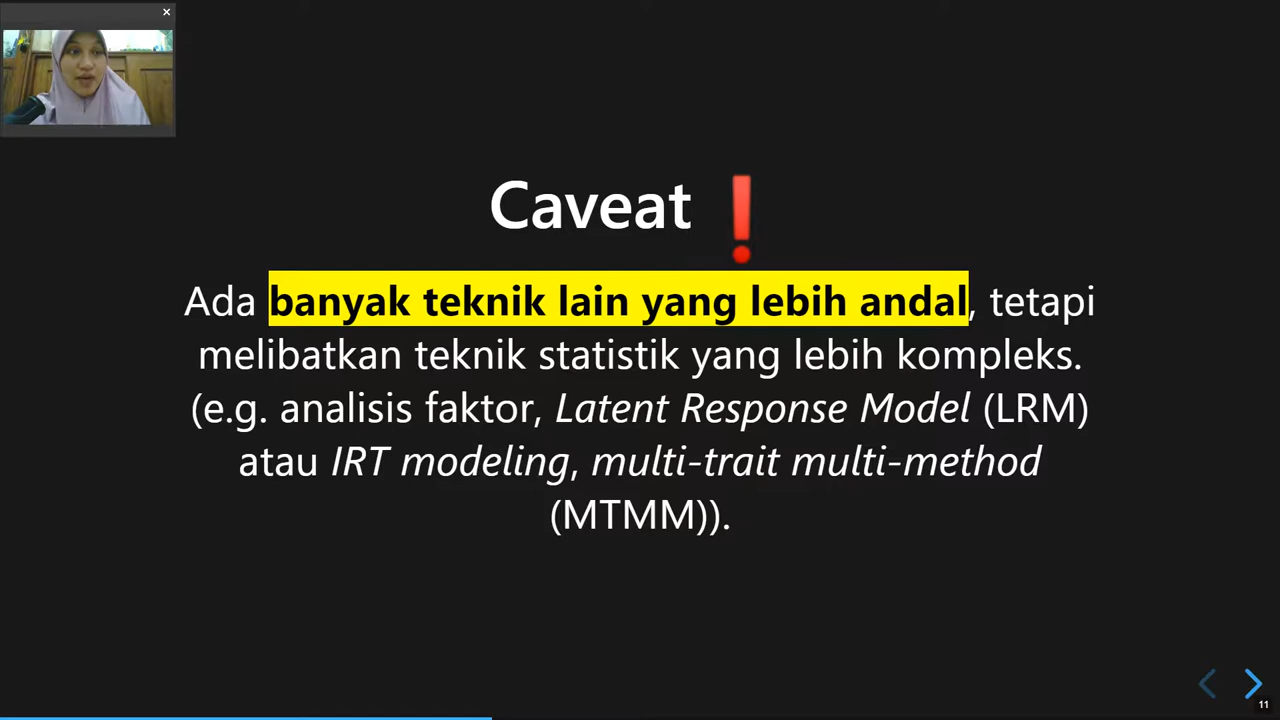 Caveat❗
Ada banyak teknik lain yang lebih andal, tetapi
melibatkan teknik statistik yang lebih kompleks.
(e.g. analisis faktor, Latent Response Model (LRM)
atau IRT modeling, multi-trait multi-method
(MTMM)).
11